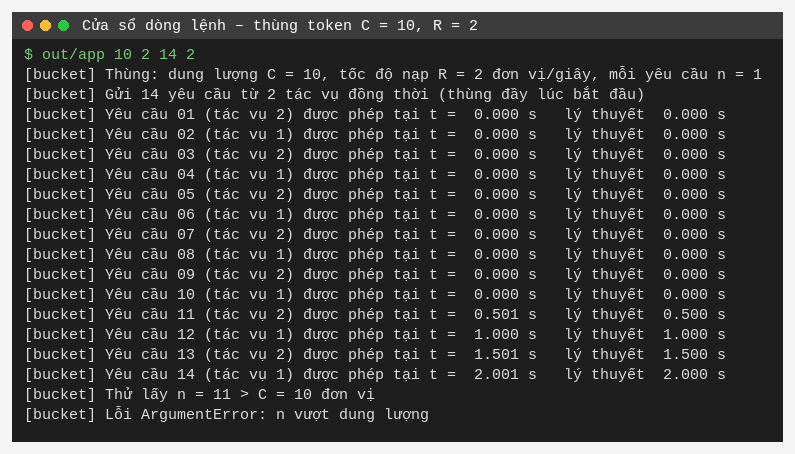 Cửa sổ dòng lệnh – thùng token C = 10, R = 2
$ out/app 10 2 14 2
[bucket] Thùng: dung lượng C = 10, tốc độ nạp R = 2 đơn vị/giây, mỗi yêu cầu n = 1
[bucket] Gửi 14 yêu cầu từ 2 tác vụ đồng thời (thùng đầy lúc bắt đầu)
[bucket] Yêu cầu 01 (tác vụ 2) được phép tại t =  0.000 s   lý thuyết  0.000 s
[bucket] Yêu cầu 02 (tác vụ 1) được phép tại t =  0.000 s   lý thuyết  0.000 s
[bucket] Yêu cầu 03 (tác vụ 2) được phép tại t =  0.000 s   lý thuyết  0.000 s
[bucket] Yêu cầu 04 (tác vụ 1) được phép tại t =  0.000 s   lý thuyết  0.000 s
[bucket] Yêu cầu 05 (tác vụ 2) được phép tại t =  0.000 s   lý thuyết  0.000 s
[bucket] Yêu cầu 06 (tác vụ 1) được phép tại t =  0.000 s   lý thuyết  0.000 s
[bucket] Yêu cầu 07 (tác vụ 2) được phép tại t =  0.000 s   lý thuyết  0.000 s
[bucket] Yêu cầu 08 (tác vụ 1) được phép tại t =  0.000 s   lý thuyết  0.000 s
[bucket] Yêu cầu 09 (tác vụ 2) được phép tại t =  0.000 s   lý thuyết  0.000 s
[bucket] Yêu cầu 10 (tác vụ 1) được phép tại t =  0.000 s   lý thuyết  0.000 s
[bucket] Yêu cầu 11 (tác vụ 2) được phép tại t =  0.501 s   lý thuyết  0.500 s
[bucket] Yêu cầu 12 (tác vụ 1) được phép tại t =  1.000 s   lý thuyết  1.000 s
[bucket] Yêu cầu 13 (tác vụ 2) được phép tại t =  1.501 s   lý thuyết  1.500 s
[bucket] Yêu cầu 14 (tác vụ 1) được phép tại t =  2.001 s   lý thuyết  2.000 s
[bucket] Thử lấy n = 11 > C = 10 đơn vị
[bucket] Lỗi ArgumentError: n vượt dung lượng